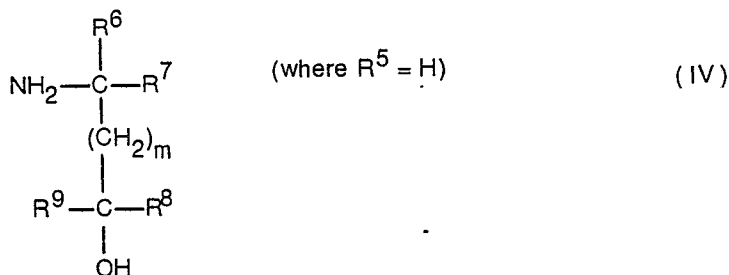 R⁶
NH₂—C—R⁷ (where R⁵ = H) (IV)
(CH₂)ₘ
R⁹—C—R⁸
OH